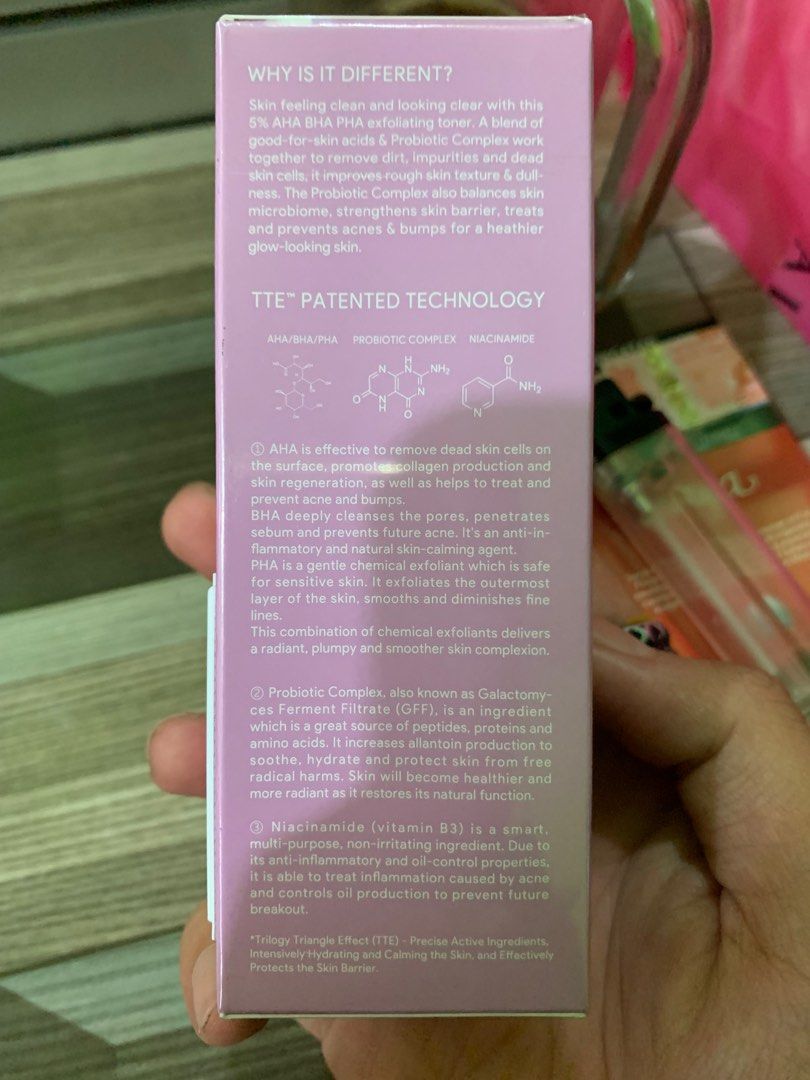 WHY IS IT DIFFERENT?
Skin feeling clean and looking clear with this
5% AHA BHA PHA exfoliating toner. A blend of
good-for-skin acids & Probiotic Complex work
together to remove dirt, impurities and dead
skin cells, it improves rough skin texture & dull-
ness. The Probiotic Complex also balances skin
microbiome, strengthens skin barrier, treats
and prevents acnes & bumps for a heathier
glow-looking skin.
TTE™ PATENTED TECHNOLOGY
AHA/BHA/PHA PROBIOTIC COMPLEX NIACINAMIDE
① AHA is effective to remove dead skin cells on
the surface, promotes collagen production and
skin regeneration, as well as helps to treat and
prevent acne and bumps.
BHA deeply cleanses the pores, penetrates
sebum and prevents future acne. It's an anti-in-
flammatory and natural skin-calming agent.
PHA is a gentle chemical exfoliant which is safe
for sensitive skin. It exfoliates the outermost
layer of the skin, smooths and diminishes fine
lines.
This combination of chemical exfoliants delivers
a radiant, plumpy and smoother skin complexion.
② Probiotic Complex, also known as Galactomy-
ces Ferment Filtrate (GFF), is an ingredient
which is a great source of peptides, proteins and
amino acids. It increases allantoin production to
soothe, hydrate and protect skin from free
radical harms. Skin will become healthier and
more radiant as it restores its natural function.
③ Niacinamide (vitamin B3) is a smart,
multi-purpose, non-irritating ingredient. Due to
its anti-inflammatory and oil-control properties,
it is able to treat inflammation caused by acne
and controls oil production to prevent future
breakout.
*Trilogy Triangle Effect (TTE) - Precise Active Ingredients,
Intensively Hydrating and Calming the Skin, and Effectively
Protects the Skin Barrier.